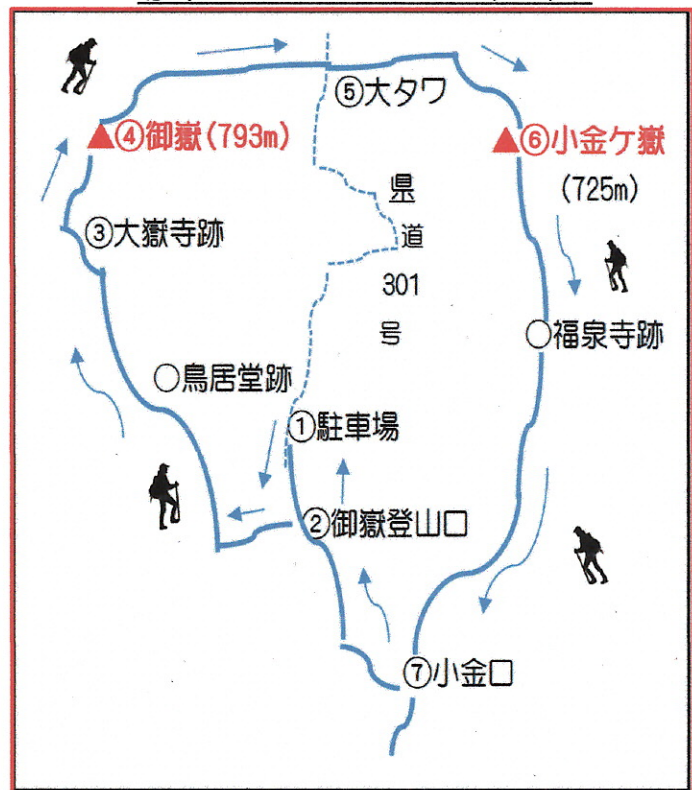 ⑤大タワ
▲④御嶽(793m)
▲⑥小金ケ嶽
(725m)
県
道
301
号
③大嶽寺跡
○福泉寺跡
○鳥居堂跡
①駐車場
②御嶽登山口
⑦小金口